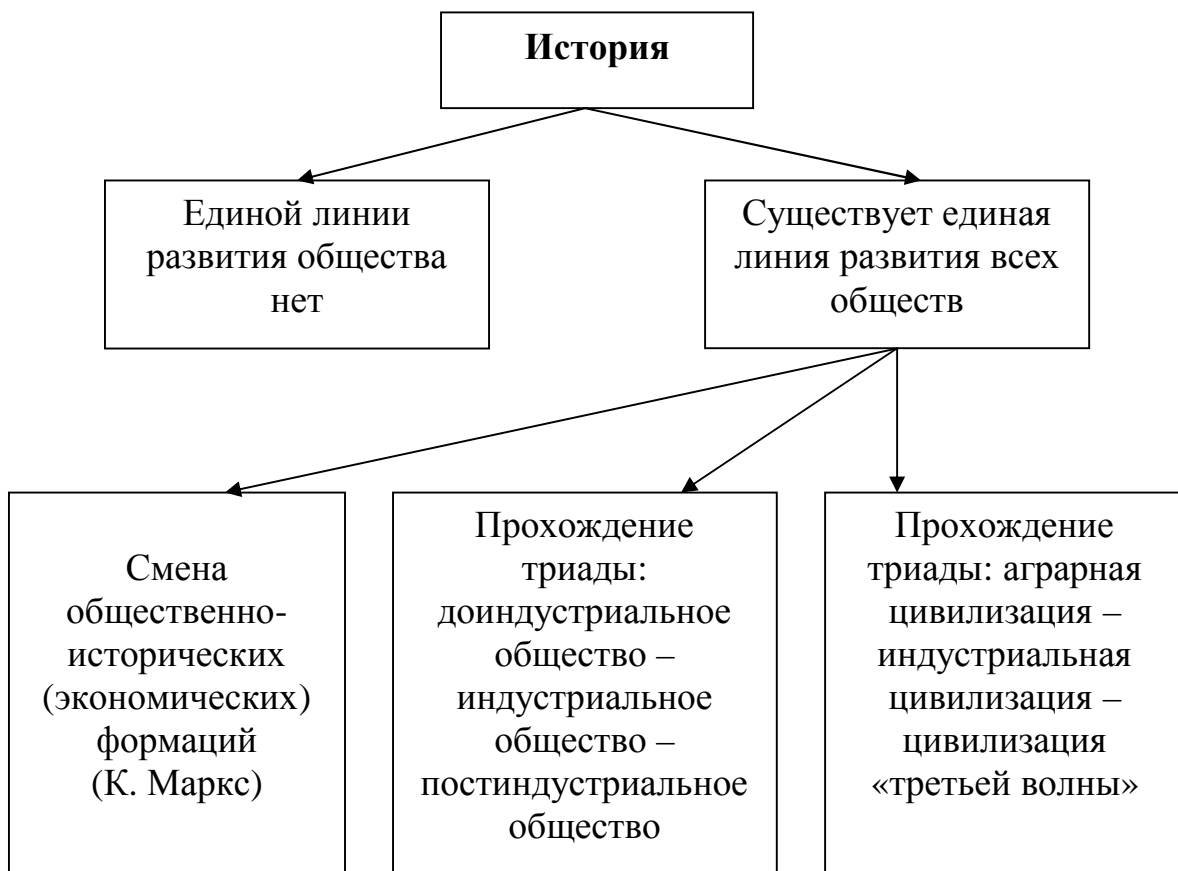 История
Единой линии
развития общества
нет
Существует единая
линия развития всех
обществ
Смена
общественно-
исторических
(экономических)
формаций
(К. Маркс)
Прохождение
триады:
доиндустриальное
общество –
индустриальное
общество –
постиндустриальное
общество
Прохождение
триады: аграрная
цивилизация –
индустриальная
цивилизация –
цивилизация
«третьей волны»